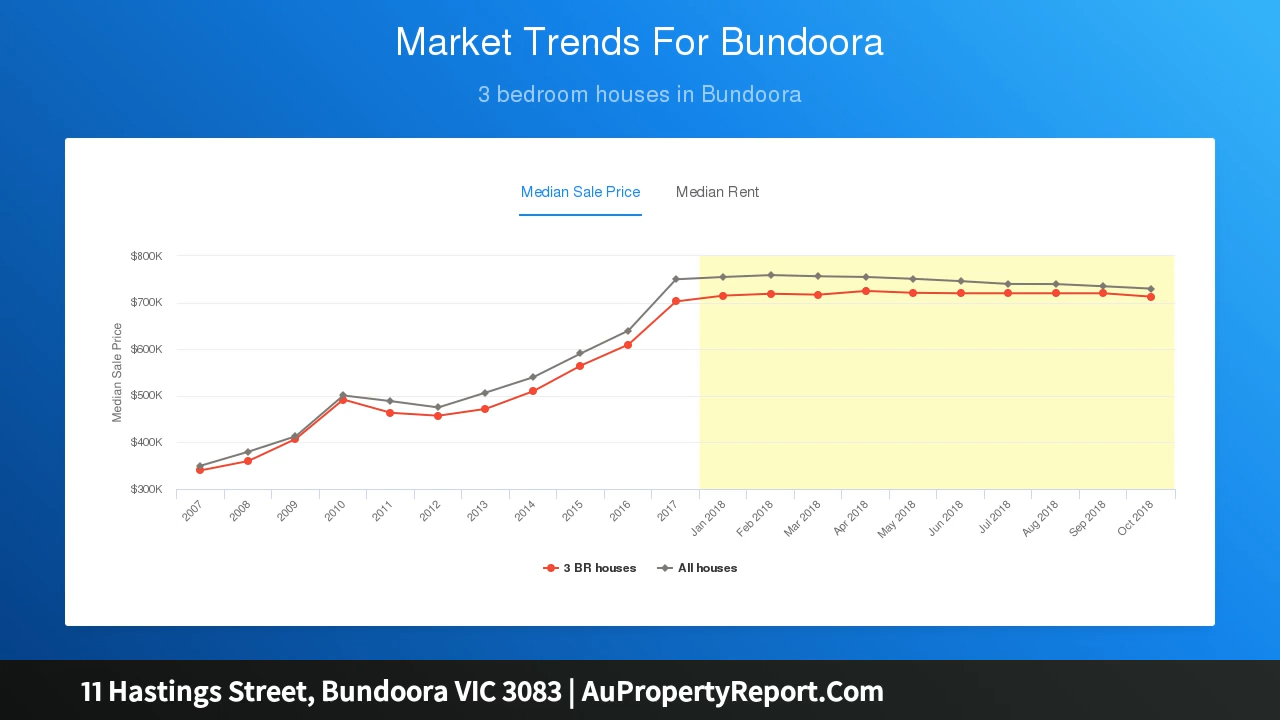 Market Trends For Bundoora
3 bedroom houses in Bundoora
Median Sale Price Median Rent
Median Sale Price
$800K
$700K
$600K
$500K
$400K
$300K
2007 2008 2009 2010 2011 2012 2013 2014 2015 2016 2017 Jan 2018 Feb 2018 Mar 2018 Apr 2018 May 2018 Jun 2018 Jul 2018 Aug 2018 Sep 2018 Oct 2018
3 BR houses All houses
11 Hastings Street, Bundoora VIC 3083 | AuPropertyReport.Com